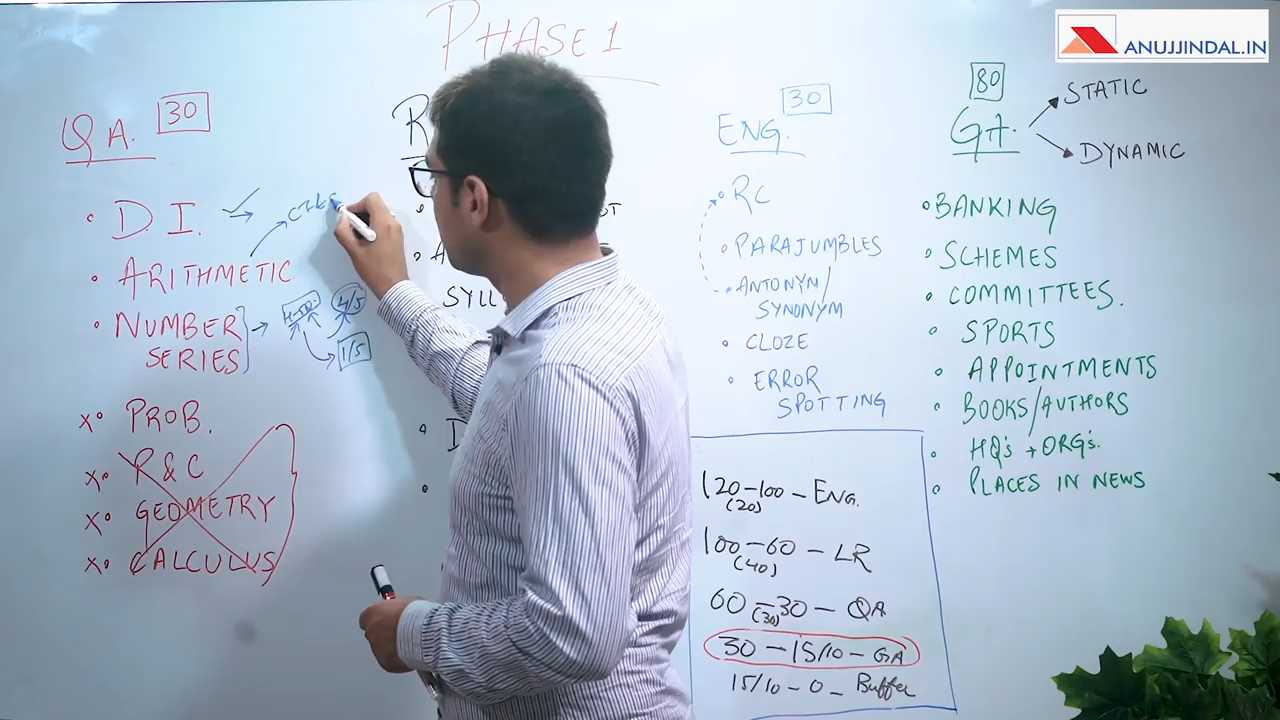 PHASE 1
ANUJJINDAL.IN
QA. 30
• D I.
• ARITHMETIC
• NUMBER
SERIES
4/5
1/5
x• PROB.
x• P & C
x• GEOMETRY
x• CALCULUS
R
SYLL
ENG. 30
• RC
• PARAJUMBLES
• ANTONYN/
SYNONYM
• CLOZE
• ERROR
SPOTTING
120-100 - ENG.
(20)
100-60 - LR
(40)
60-30 - QA
(30)
30 - 15/10 - GA
15/10 - 0 - Buffer
80
GA.
STATIC
DYNAMIC
• BANKING
• SCHEMES
• COMMITTEES.
• SPORTS
• APPOINTMENTS
• BOOKS/AUTHORS
• HQ's → ORG's.
• PLACES IN NEWS